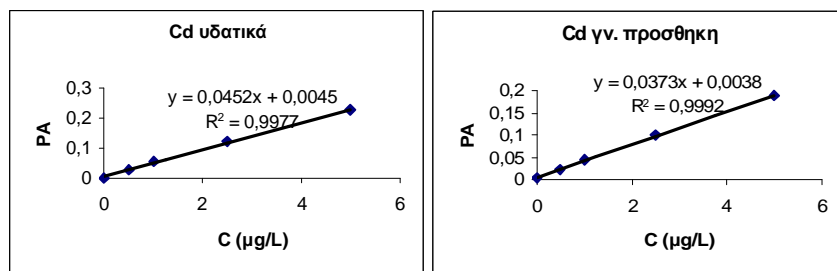 Cd υδατικά
0,3
0,2
0,1
0
y = 0,0452x + 0,0045
R² = 0,9977
PA
0 2 4 6
C (μg/L)
Cd γν. προσθηκη
0,2
0,15
0,1
0,05
0
y = 0,0373x + 0,0038
R² = 0,9992
PA
0 2 4 6
C (μg/L)